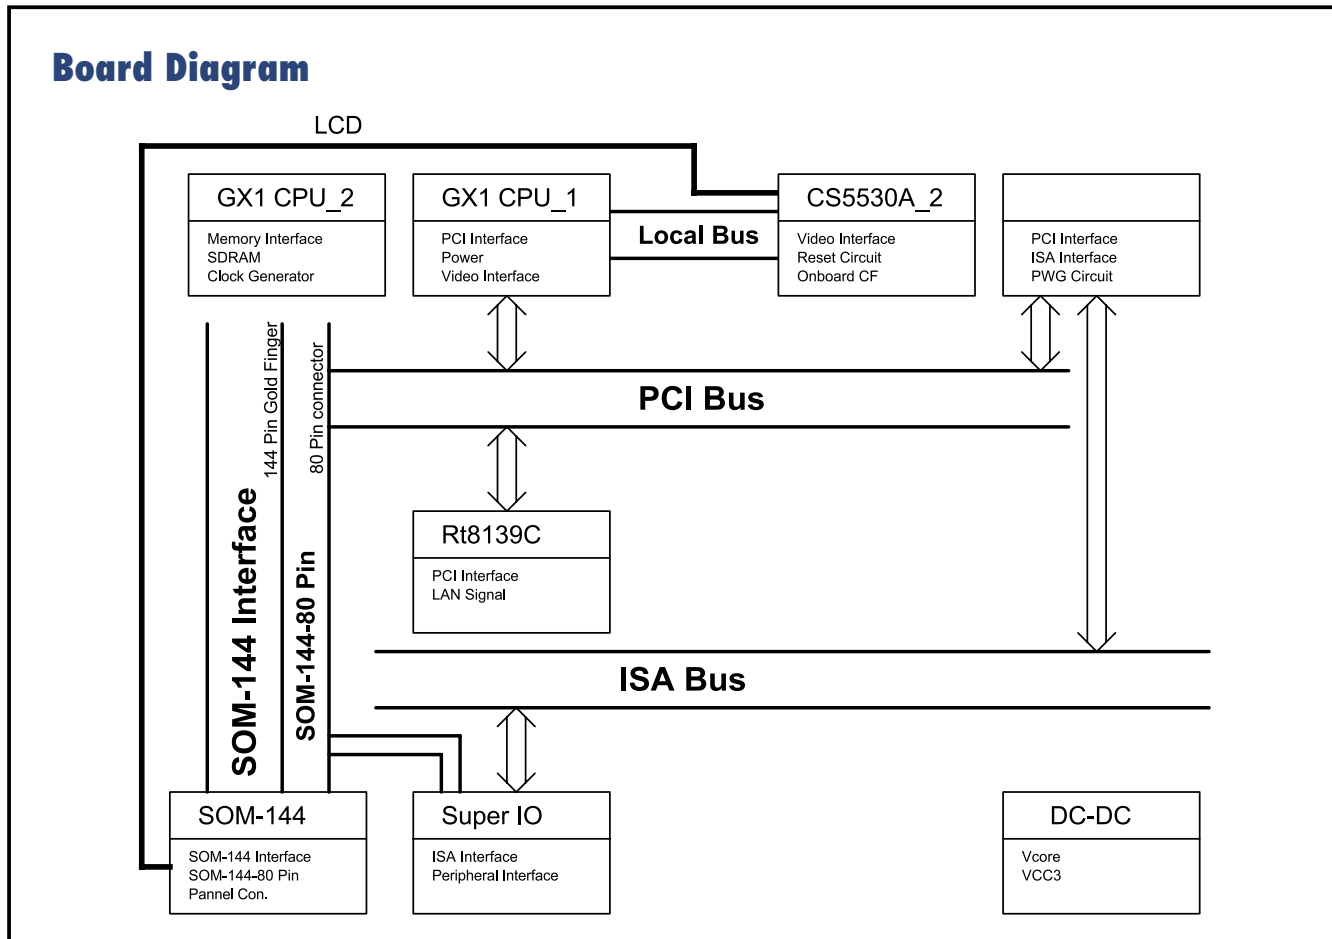 Board Diagram
LCD
GX1 CPU_2
Memory Interface
SDRAM
Clock Generator
GX1 CPU_1
PCI Interface
Power
Video Interface
Local Bus
CS5530A_2
Video Interface
Reset Circuit
Onboard CF
PCI Interface
ISA Interface
PWG Circuit
144 Pin Gold Finger
80 Pin connector
PCI Bus
SOM-144 Interface
SOM-144-80 Pin
Rt8139C
PCI Interface
LAN Signal
ISA Bus
SOM-144
SOM-144 Interface
SOM-144-80 Pin
Pannel Con.
Super IO
ISA Interface
Peripheral Interface
DC-DC
Vcore
VCC3